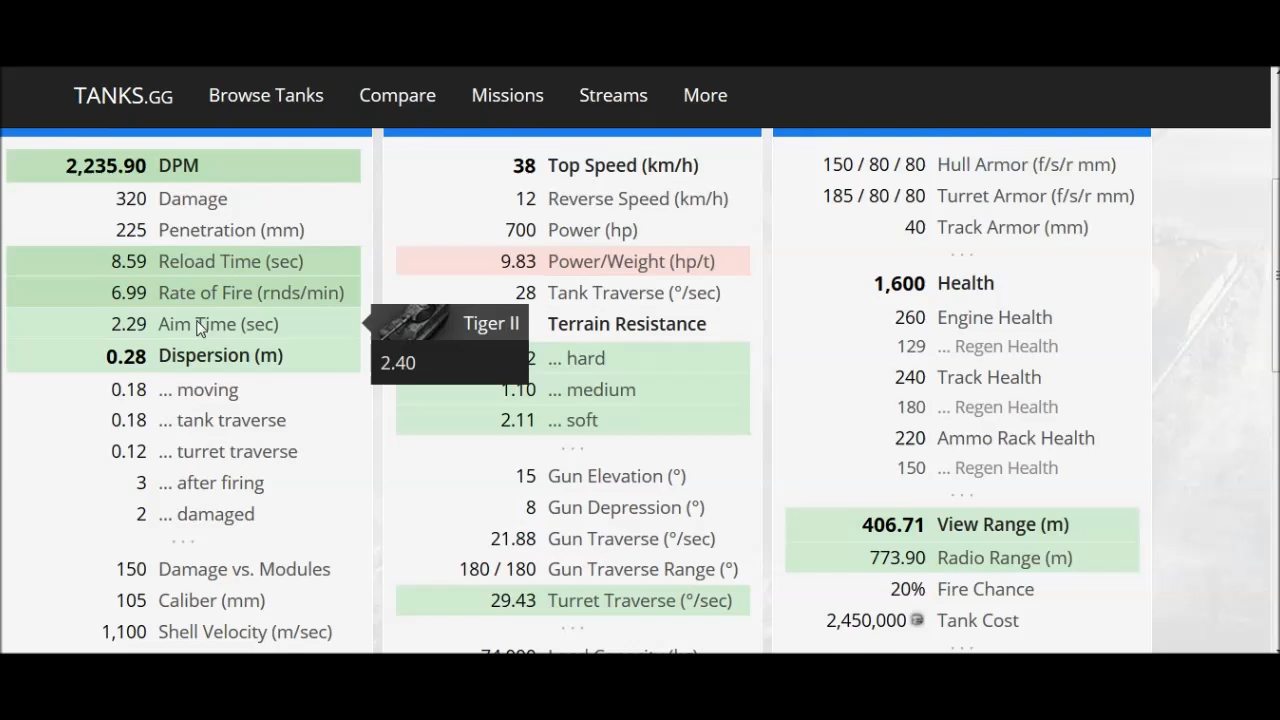 TANKS.GG Browse Tanks Compare Missions Streams More
2,235.90 DPM
320 Damage
225 Penetration (mm)
8.59 Reload Time (sec)
6.99 Rate of Fire (rnds/min)
2.29 Aim Time (sec)
0.28 Dispersion (m)
0.18 ... moving
0.18 ... tank traverse
0.12 ... turret traverse
3 ... after firing
2 ... damaged
...
150 Damage vs. Modules
105 Caliber (mm)
1,100 Shell Velocity (m/sec)
Tiger II
2.40
38 Top Speed (km/h)
12 Reverse Speed (km/h)
700 Power (hp)
9.83 Power/Weight (hp/t)
28 Tank Traverse (°/sec)
Terrain Resistance
2 ... hard
1.10 ... medium
2.11 ... soft
...
15 Gun Elevation (°)
8 Gun Depression (°)
21.88 Gun Traverse (°/sec)
180 / 180 Gun Traverse Range (°)
29.43 Turret Traverse (°/sec)
...
150 / 80 / 80 Hull Armor (f/s/r mm)
185 / 80 / 80 Turret Armor (f/s/r mm)
40 Track Armor (mm)
...
1,600 Health
260 Engine Health
129 ... Regen Health
240 Track Health
180 ... Regen Health
220 Ammo Rack Health
150 ... Regen Health
...
406.71 View Range (m)
773.90 Radio Range (m)
20% Fire Chance
2,450,000 Tank Cost
...